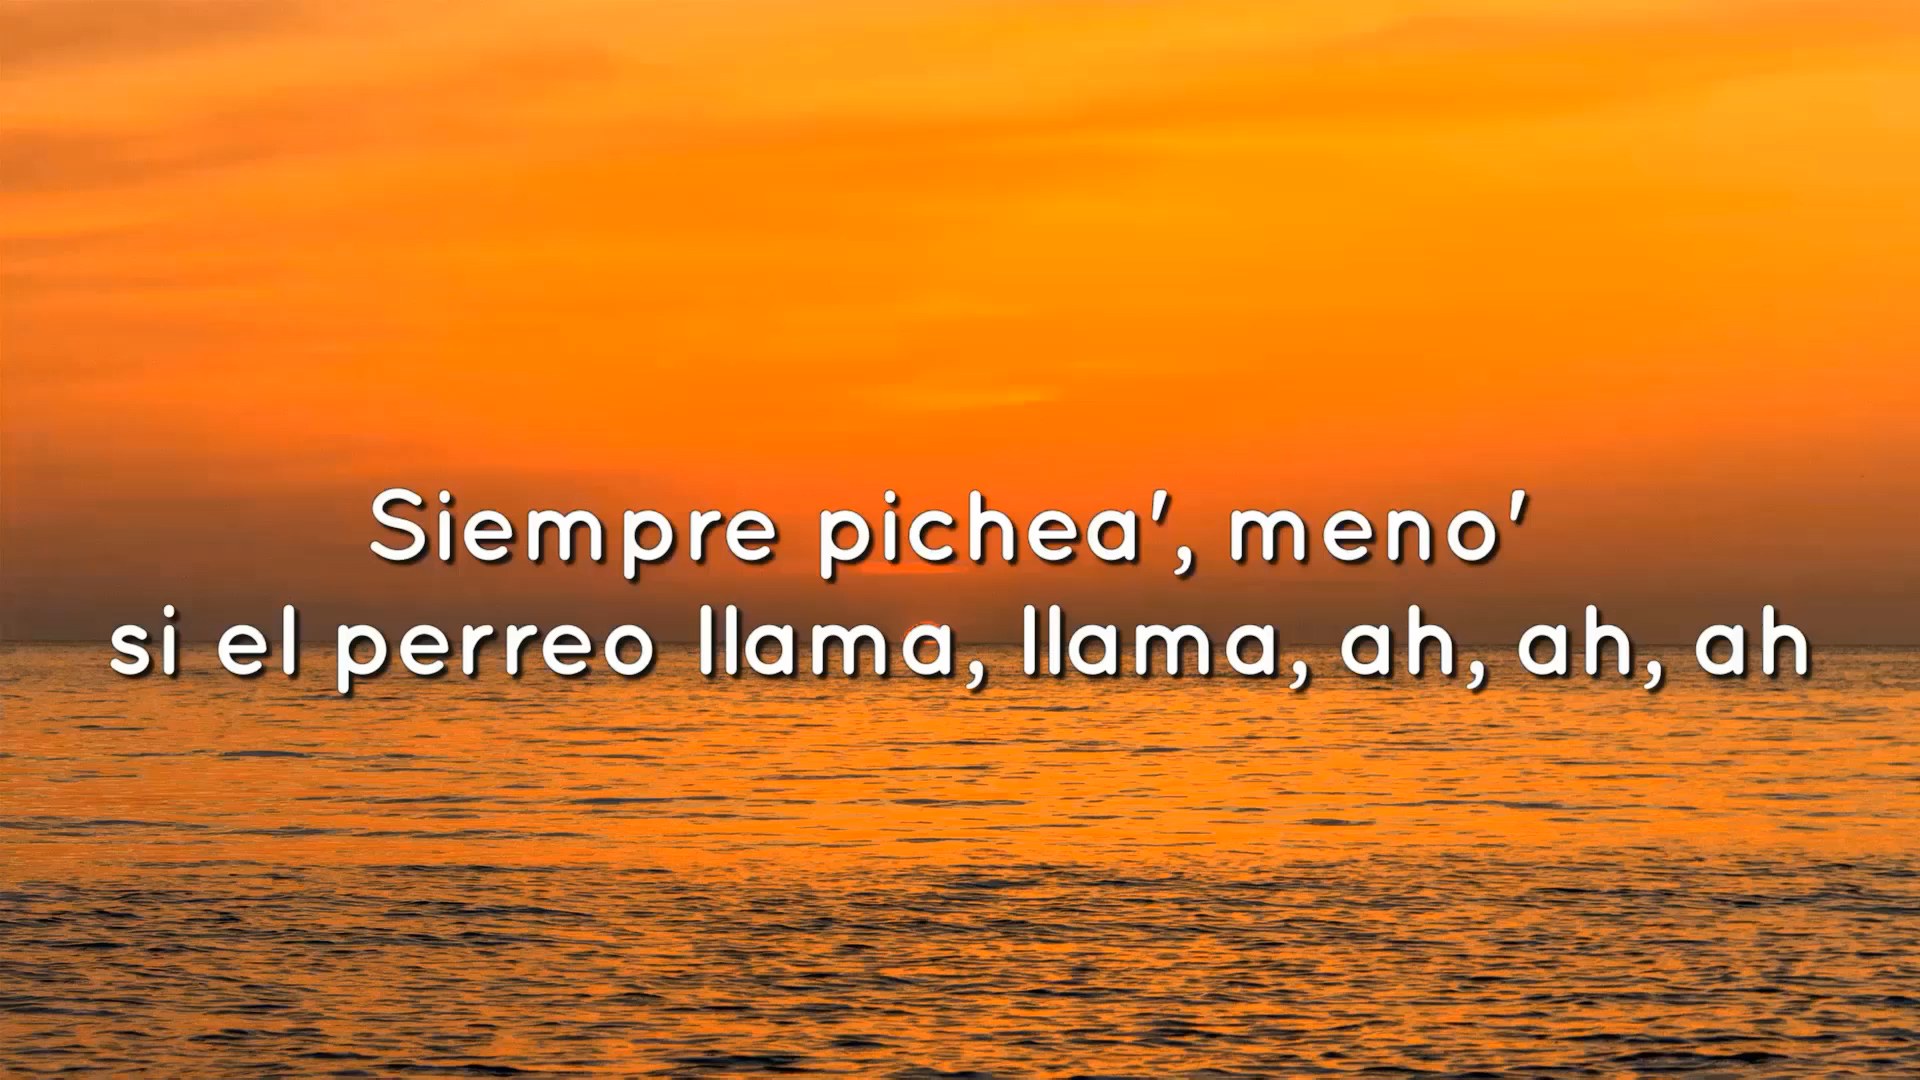 Siempre pichea', meno'
si el perreo llama, llama, ah, ah, ah